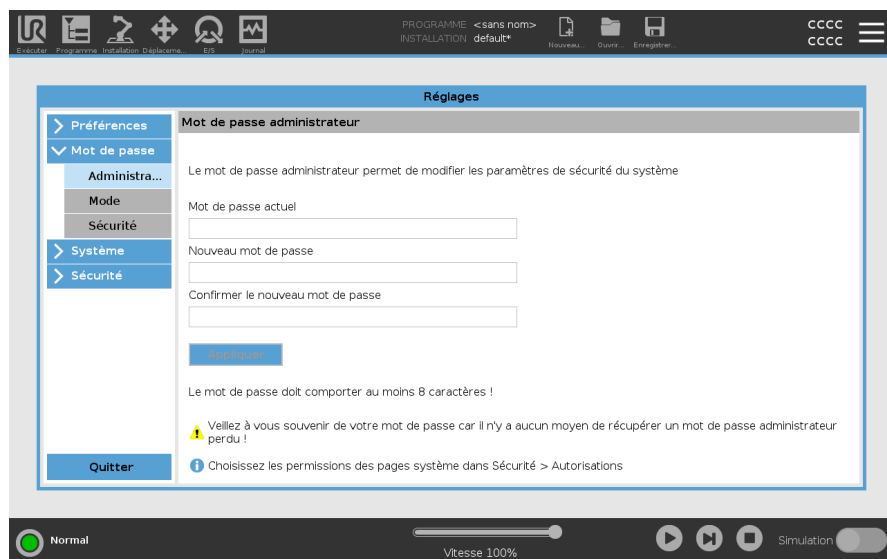 PROGRAMME <sans nom>
INSTALLATION default*
CCCC
CCCC
Exécuter Programme Installation Déplaceme... E/S Journal
Nouveau... Ouvrir... Enregistrer...
Réglages
Préférences
Mot de passe
Administra...
Mode
Sécurité
Système
Sécurité
Quitter
Mot de passe administrateur
Le mot de passe administrateur permet de modifier les paramètres de sécurité du système
Mot de passe actuel
Nouveau mot de passe
Confirmer le nouveau mot de passe
Appliquer
Le mot de passe doit comporter au moins 8 caractères !
Veillez à vous souvenir de votre mot de passe car il n'y a aucun moyen de récupérer un mot de passe administrateur
perdu !
Choisissez les permissions des pages système dans Sécurité > Autorisations
Normal
Vitesse 100%
Simulation